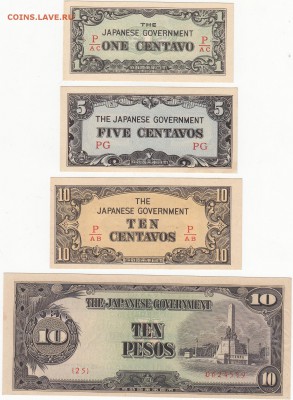 COINS.LAVE.RU
1 THE 1
JAPANESE GOVERNMENT
P/AC ONE CENTAVO P/AC
5 5
THE JAPANESE GOVERNMENT
FIVE CENTAVOS
PG PG
10 THE 10
JAPANESE GOVERNMENT
P/AB TEN P/AB
10 CENTAVOS 10
THE JAPANESE GOVERNMENT
10 TEN 10
PESOS
(25)